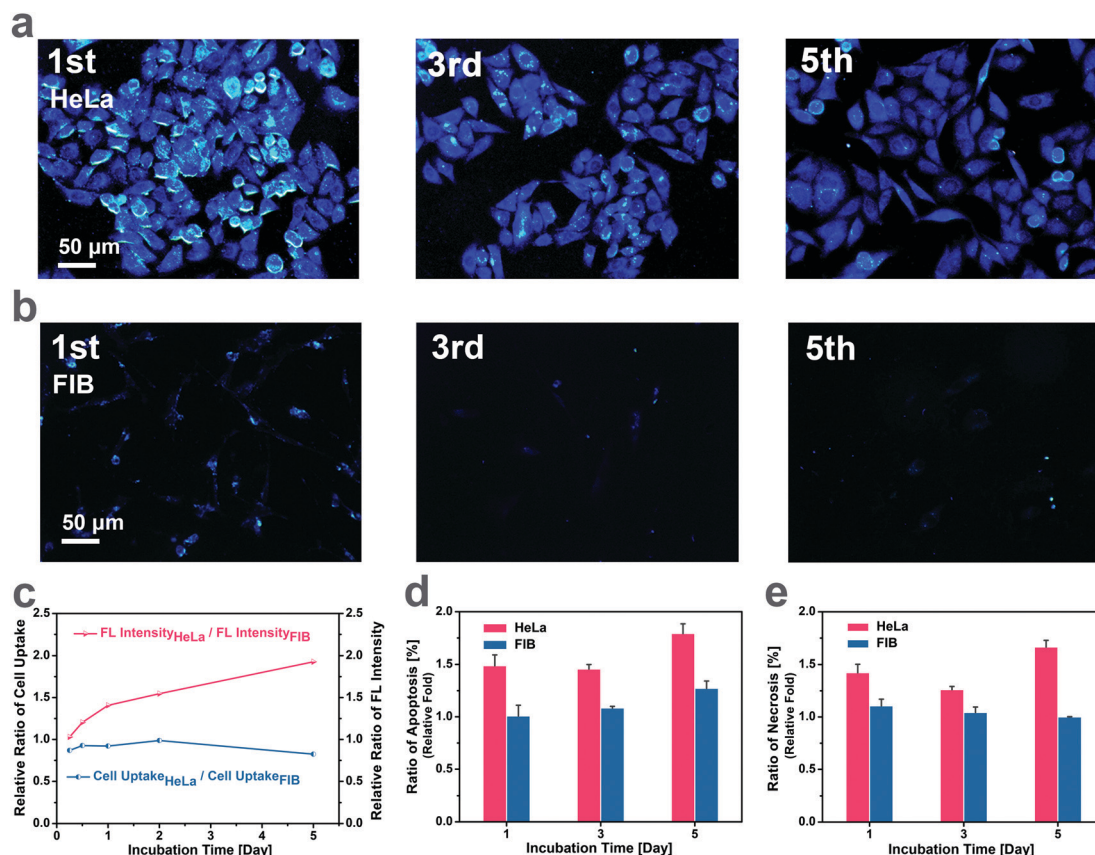 a
1st
HeLa
50 µm
3rd
5th
b
1st
FIB
50 µm
3rd
5th
c
Relative Ratio of Cell Uptake
2.5
2.0
1.5
1.0
0.5
0.0
FL IntensityHeLa / FL IntensityFIB
Cell UptakeHeLa / Cell UptakeFIB
2.5
2.0
1.5
1.0
0.5
0.0
Relative Ratio of FL Intensity
0 1 2 3 4 5
Incubation Time [Day]
d
Ratio of Apoptosis [%]
(Relative Fold)
2.0
1.5
1.0
0.5
0.0
HeLa
FIB
1 3 5
Incubation Time [Day]
e
Ratio of Necrosis [%]
(Relative Fold)
2.0
1.5
1.0
0.5
0.0
HeLa
FIB
1 3 5
Incubation Time [Day]